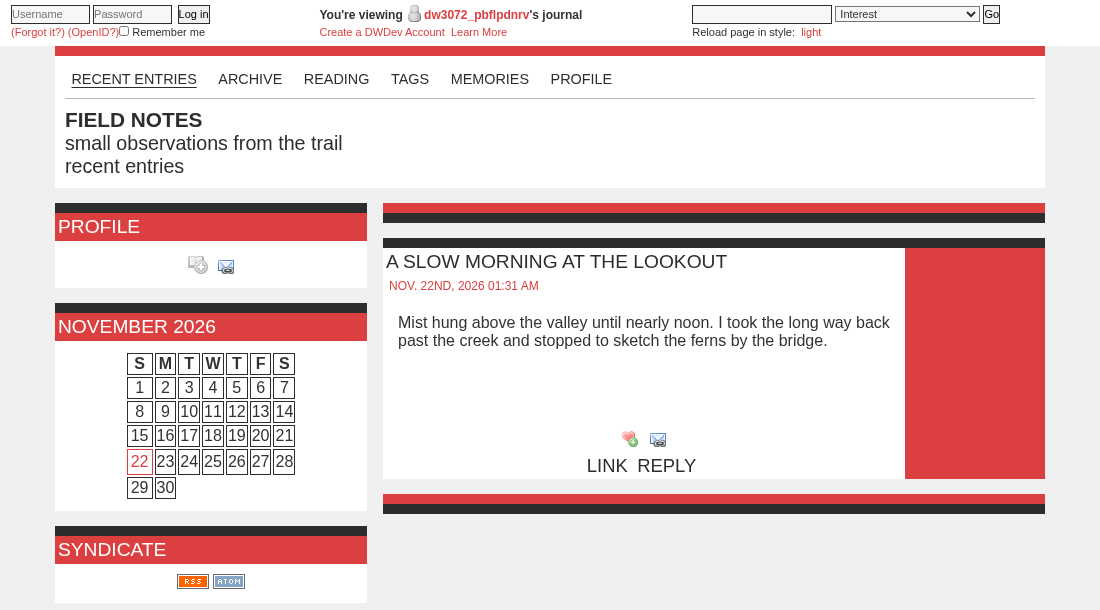 Username Password Log in
(Forgot it?) (OpenID?) Remember me
You're viewing dw3072_pbflpdnrv's journal
Create a DWDev Account Learn More
Interest Go
Reload page in style: light
RECENT ENTRIES ARCHIVE READING TAGS MEMORIES PROFILE
FIELD NOTES
small observations from the trail
recent entries
PROFILE
NOVEMBER 2026
S M T W T F S
1 2 3 4 5 6 7
8 9 10 11 12 13 14
15 16 17 18 19 20 21
22 23 24 25 26 27 28
29 30
SYNDICATE
RSS ATOM
A SLOW MORNING AT THE LOOKOUT
NOV. 22ND, 2026 01:31 AM
Mist hung above the valley until nearly noon. I took the long way back
past the creek and stopped to sketch the ferns by the bridge.
LINK REPLY